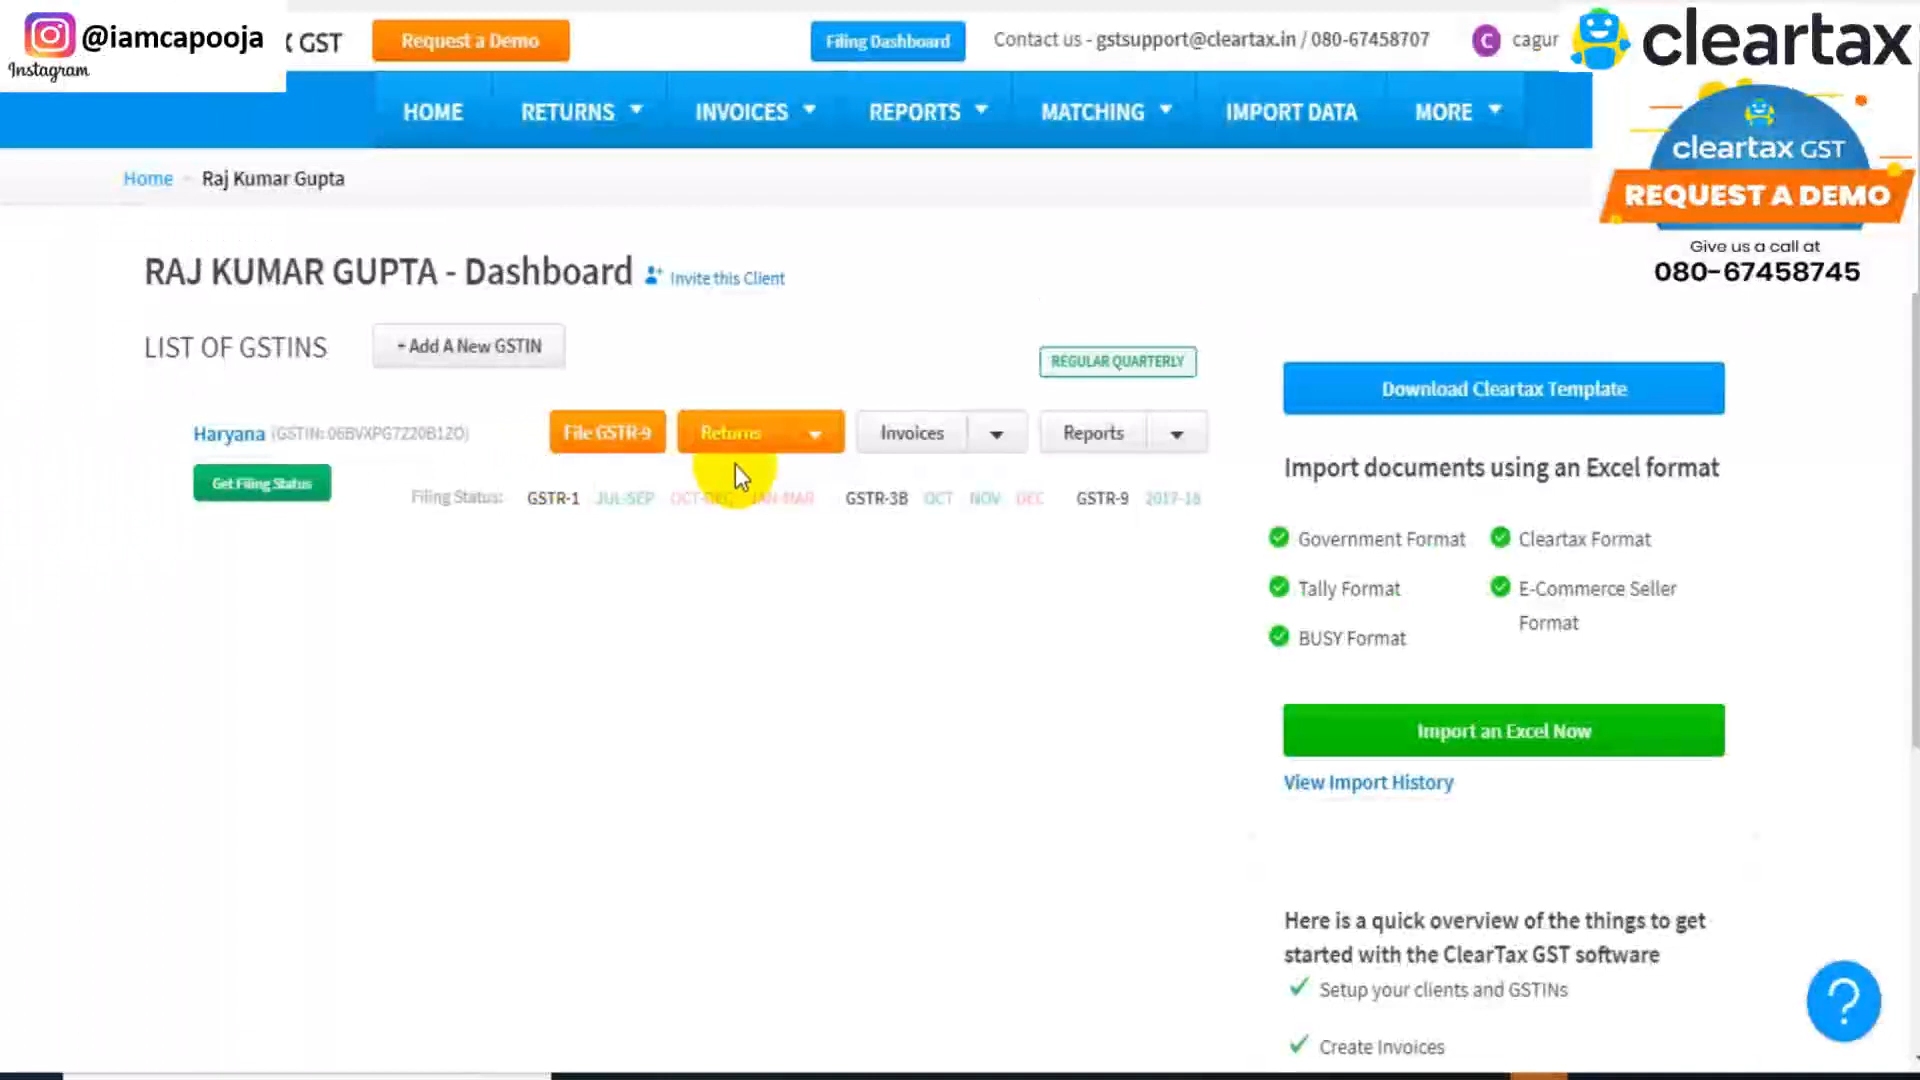 @iamcapooja
Instagram
X GST
Request a Demo
Filing Dashboard
Contact us - gstsupport@cleartax.in / 080-67458707
C
cagur
cleartax
HOME
RETURNS
INVOICES
REPORTS
MATCHING
IMPORT DATA
MORE
cleartax GST
REQUEST A DEMO
Give us a call at
080-67458745
Home
Raj Kumar Gupta
RAJ KUMAR GUPTA - Dashboard
Invite this Client
LIST OF GSTINS
+ Add A New GSTIN
REGULAR QUARTERLY
Haryana (GSTIN: 06BVXPG7220B1ZO)
File GSTR-9
Returns
Invoices
Reports
Get Filing Status
Filing Status: GSTR-1 JUL-SEP OCT-DEC JAN-MAR GSTR-3B OCT NOV DEC GSTR-9 2017-18
Download Cleartax Template
Import documents using an Excel format
Government Format
Cleartax Format
Tally Format
E-Commerce Seller
Format
BUSY Format
Import an Excel Now
View Import History
Here is a quick overview of the things to get
started with the ClearTax GST software
Setup your clients and GSTINs
Create Invoices
?